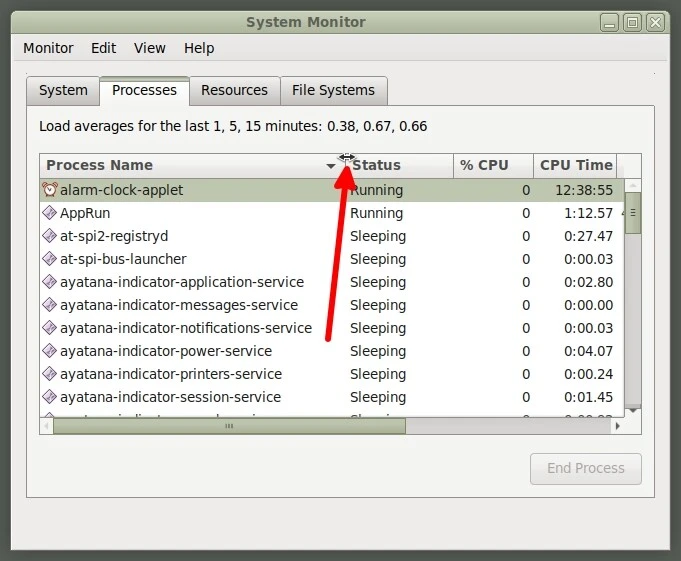 System Monitor
Monitor Edit View Help
System Processes Resources File Systems
Load averages for the last 1, 5, 15 minutes: 0.38, 0.67, 0.66
Process Name Status % CPU CPU Time
alarm-clock-applet Running 0 12:38:55
AppRun Running 0 1:12.57
at-spi2-registryd Sleeping 0 0:27.47
at-spi-bus-launcher Sleeping 0 0:00.03
ayatana-indicator-application-service Sleeping 0 0:02.80
ayatana-indicator-messages-service Sleeping 0 0:00.00
ayatana-indicator-notifications-service Sleeping 0 0:00.03
ayatana-indicator-power-service Sleeping 0 0:04.07
ayatana-indicator-printers-service Sleeping 0 0:00.24
ayatana-indicator-session-service Sleeping 0 0:01.45
End Process